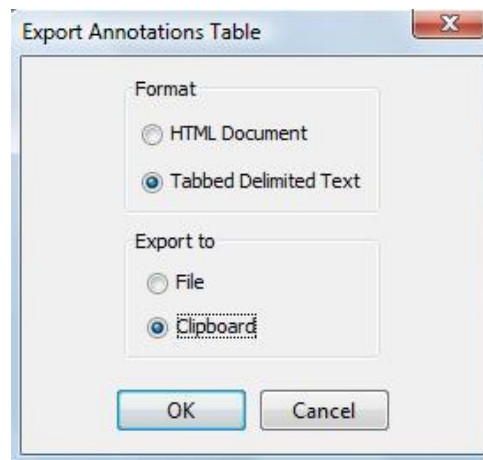 Export Annotations Table
Format
HTML Document
Tabbed Delimited Text
Export to
File
Clipboard
OK Cancel